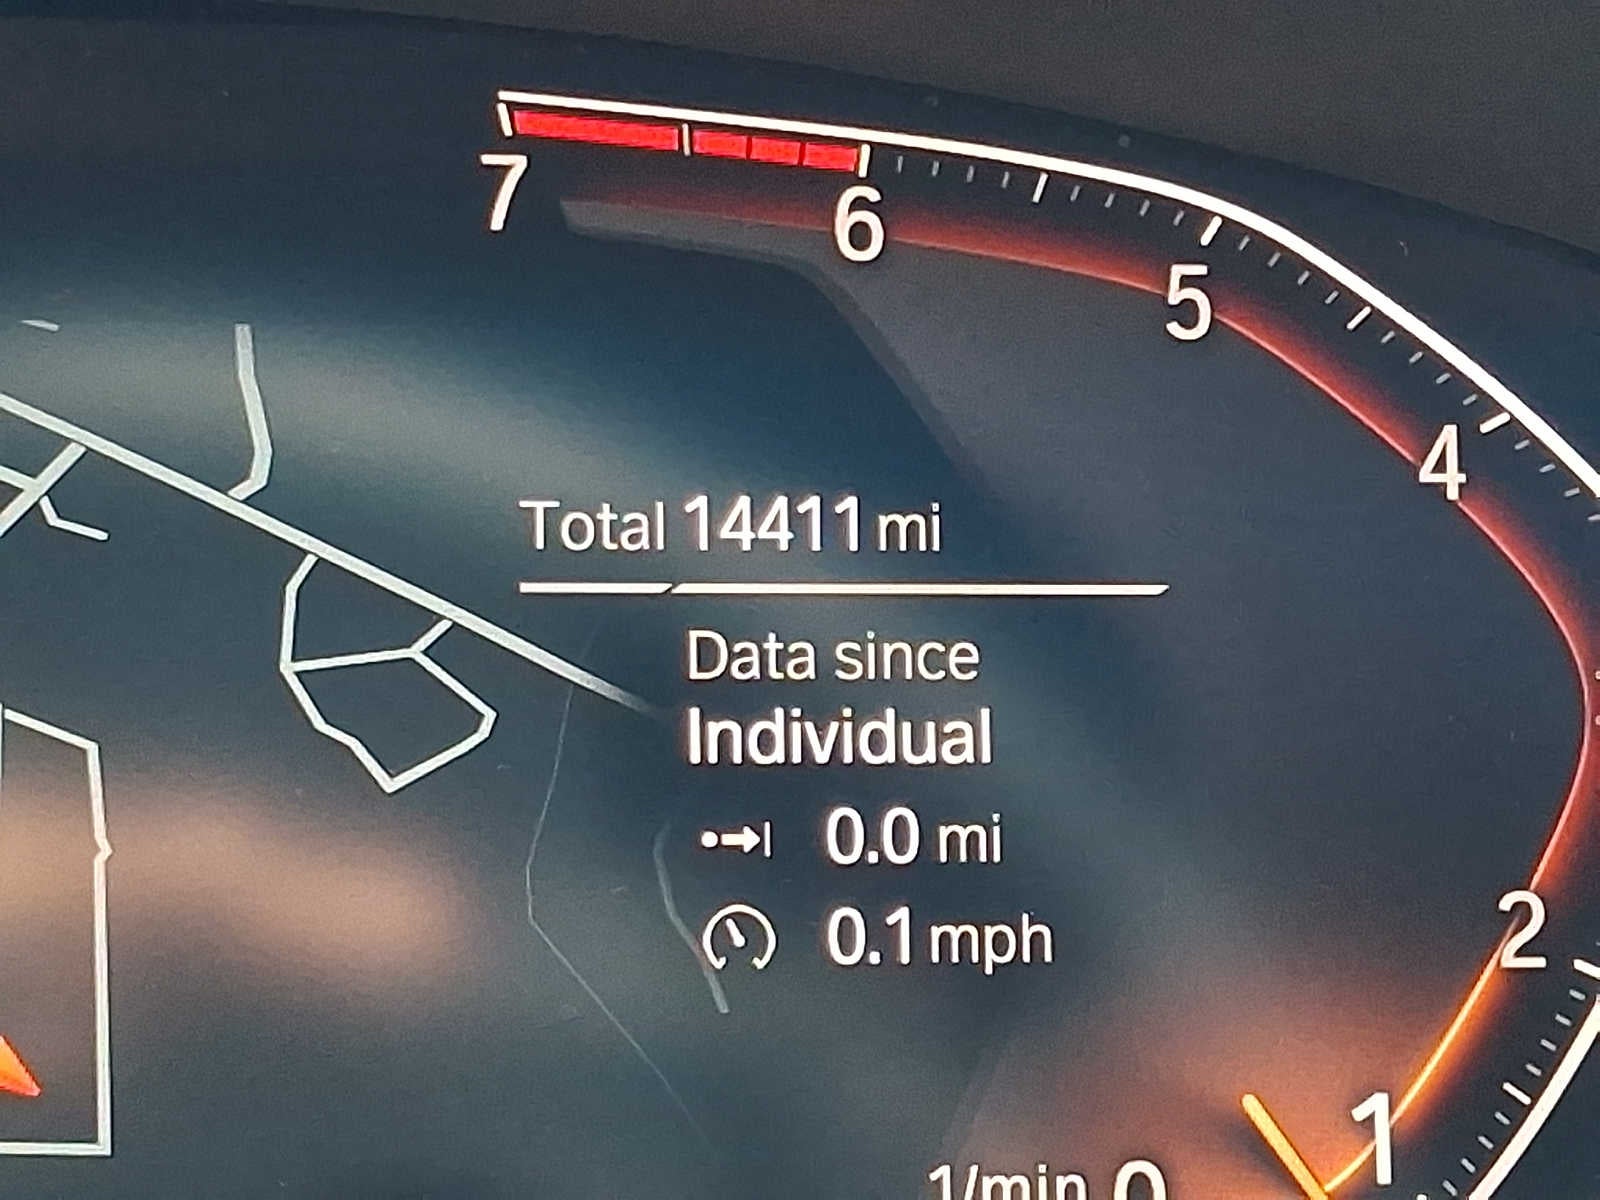 7
6
5
4
Total 14411 mi
Data since
Individual
0.0 mi
0.1 mph
2
1
1/min 0